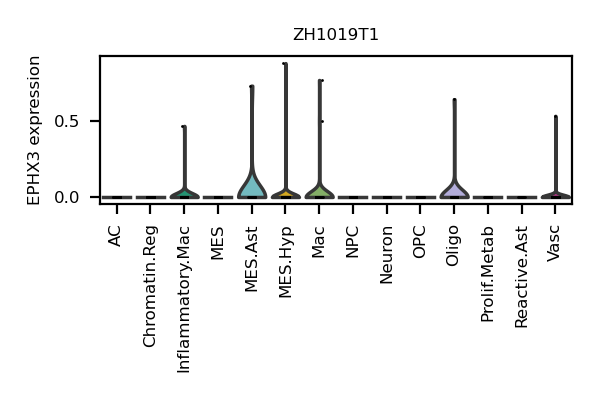 ZH1019T1
EPHX3 expression
0.5
0.0
AC
Chromatin.Reg
Inflammatory.Mac
MES
MES.Ast
MES.Hyp
Mac
NPC
Neuron
OPC
Oligo
Prolif.Metab
Reactive.Ast
Vasc